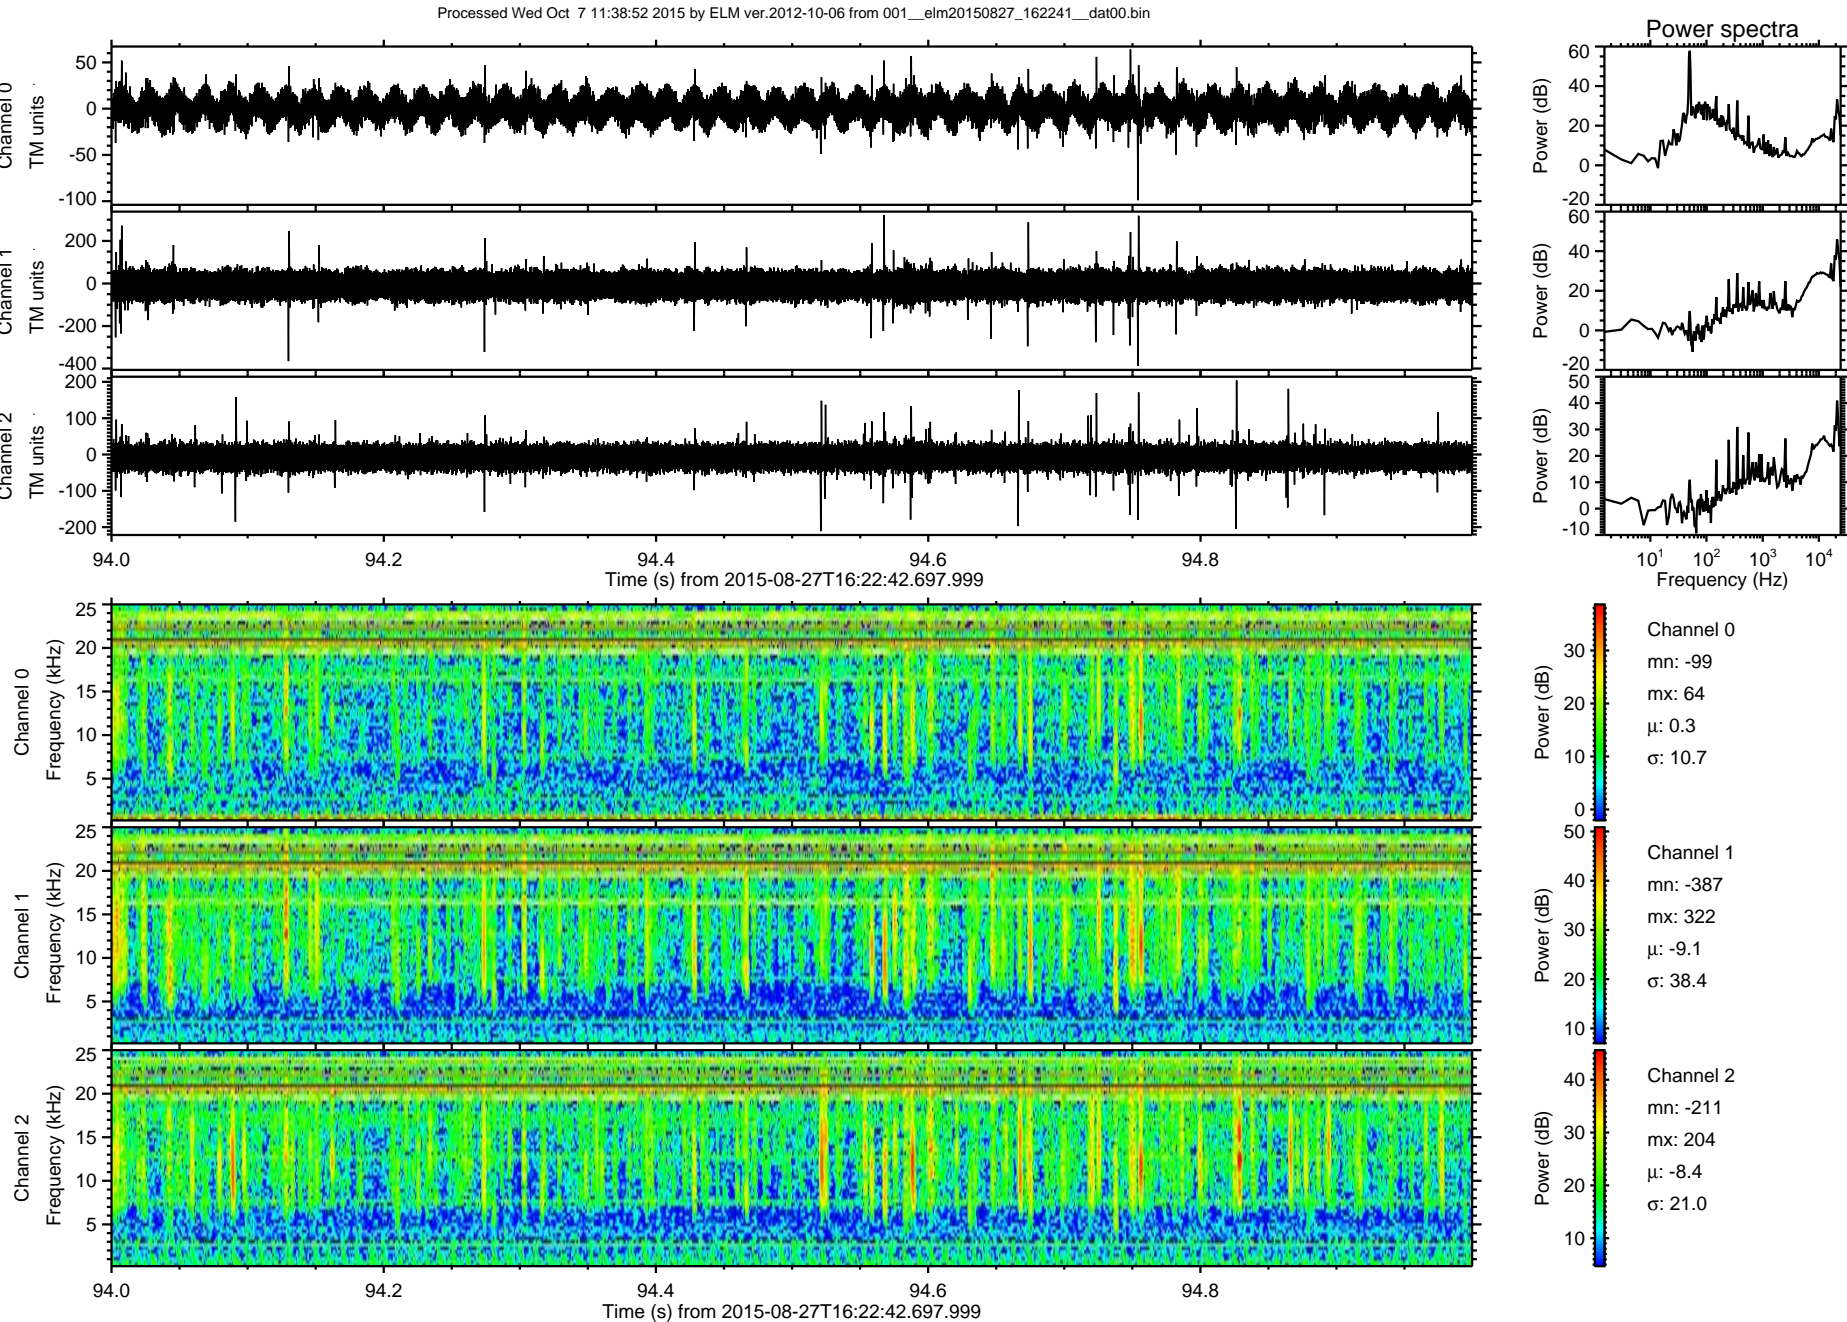 Processed Wed Oct 7 11:38:52 2015 by ELM ver.2012-10-06 from 001__elm20150827_162241__dat00.bin
Power spectra
Channel 0
TM units
50
0
-50
-100
Power (dB)
60
40
20
0
-20
Channel 1
TM units
200
0
-200
-400
Power (dB)
60
40
20
0
-20
Channel 2
TM units
200
100
0
-100
-200
Power (dB)
50
40
30
20
10
0
-10
94.0 94.2 94.4 94.6 94.8
Time (s) from 2015-08-27T16:22:42.697.999
10^1 10^2 10^3 10^4
Frequency (Hz)
Channel 0
Frequency (kHz)
25
20
15
10
5
Power (dB)
30
20
10
0
Channel 0
mn: -99
mx: 64
μ: 0.3
σ: 10.7
Channel 1
Frequency (kHz)
25
20
15
10
5
Power (dB)
50
40
30
20
10
Channel 1
mn: -387
mx: 322
μ: -9.1
σ: 38.4
Channel 2
Frequency (kHz)
25
20
15
10
5
Power (dB)
40
30
20
10
Channel 2
mn: -211
mx: 204
μ: -8.4
σ: 21.0
94.0 94.2 94.4 94.6 94.8
Time (s) from 2015-08-27T16:22:42.697.999